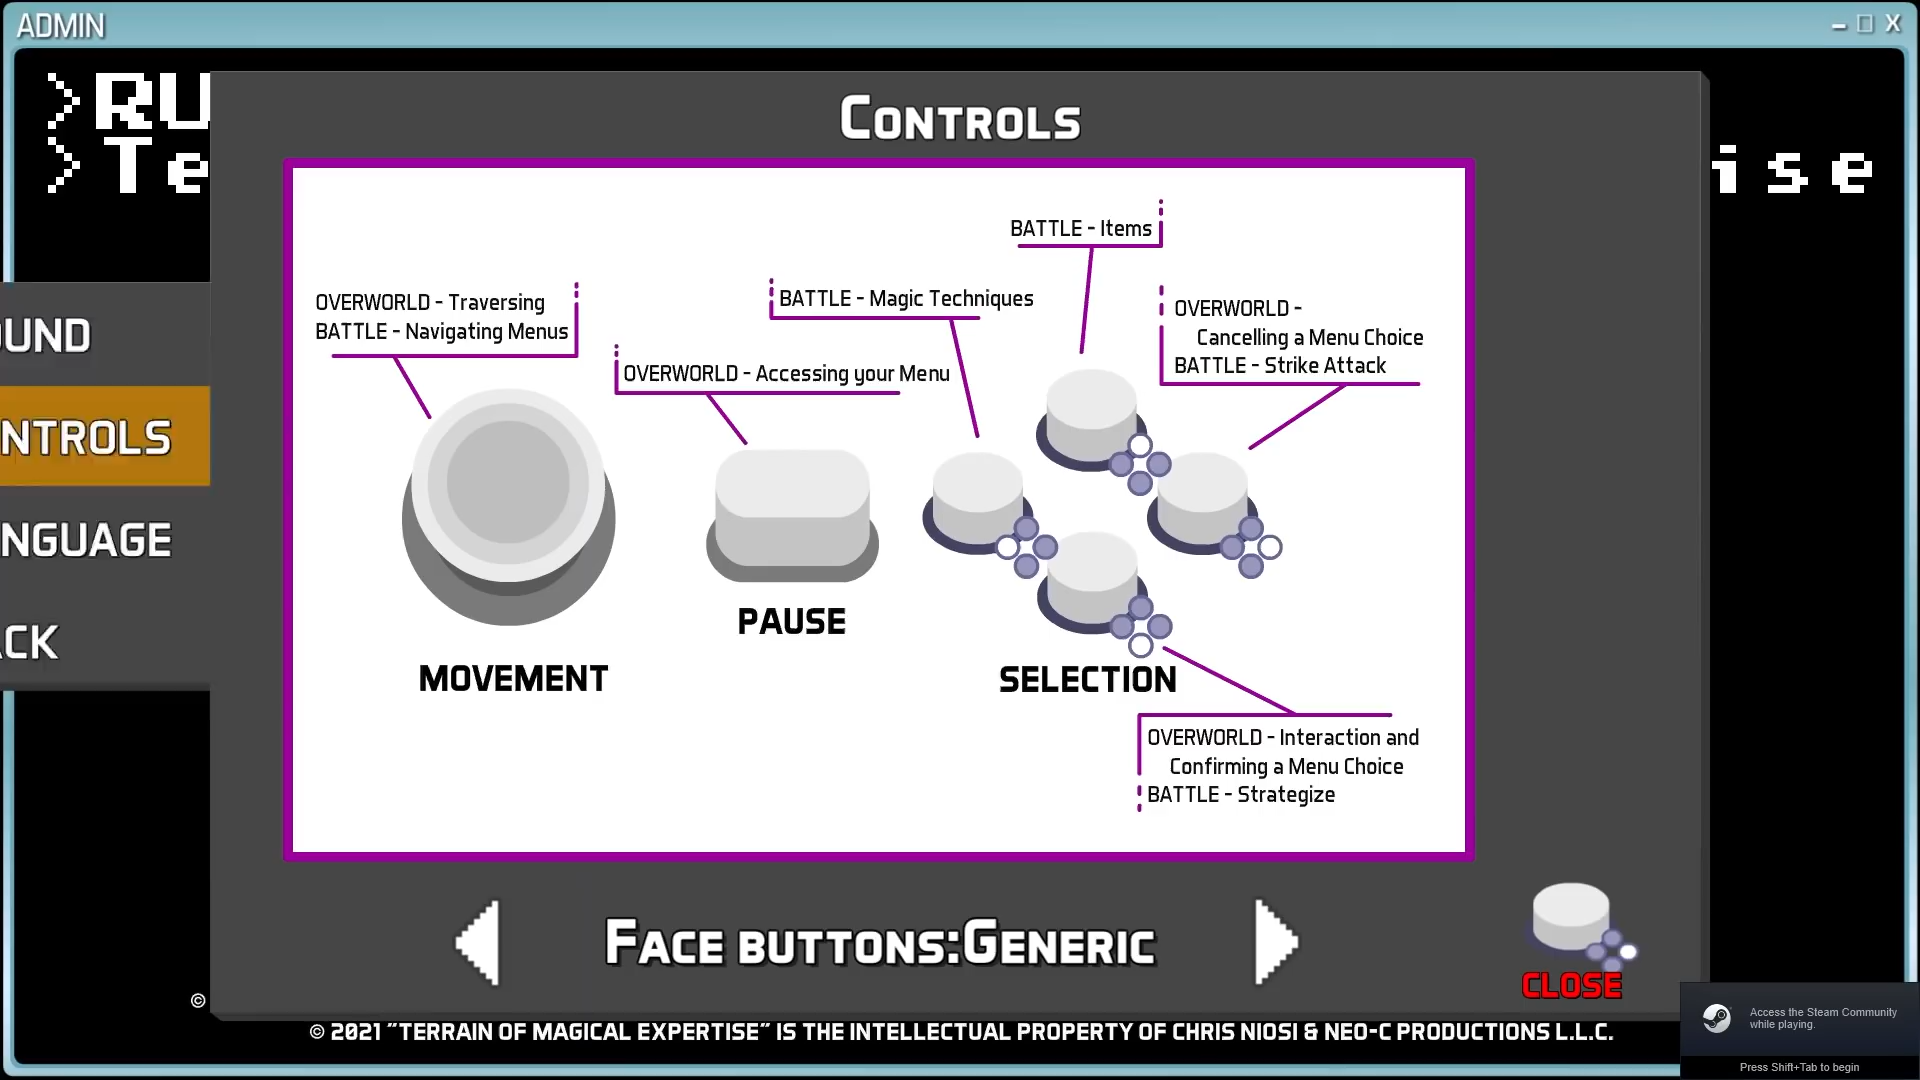 ADMIN
>RU
>Te
ise
CONTROLS
BATTLE - Items
BATTLE - Magic Techniques
OVERWORLD - Traversing
BATTLE - Navigating Menus
OVERWORLD -
Cancelling a Menu Choice
BATTLE - Strike Attack
OVERWORLD - Accessing your Menu
OUND
NTROLS
NGUAGE
ACK
PAUSE
MOVEMENT
SELECTION
OVERWORLD - Interaction and
Confirming a Menu Choice
BATTLE - Strategize
FACE BUTTONS:GENERIC
CLOSE
©
© 2021 "TERRAIN OF MAGICAL EXPERTISE" IS THE INTELLECTUAL PROPERTY OF CHRIS NIOSI & NEO-C PRODUCTIONS L.L.C.
Access the Steam Community
while playing.
Press Shift+Tab to begin